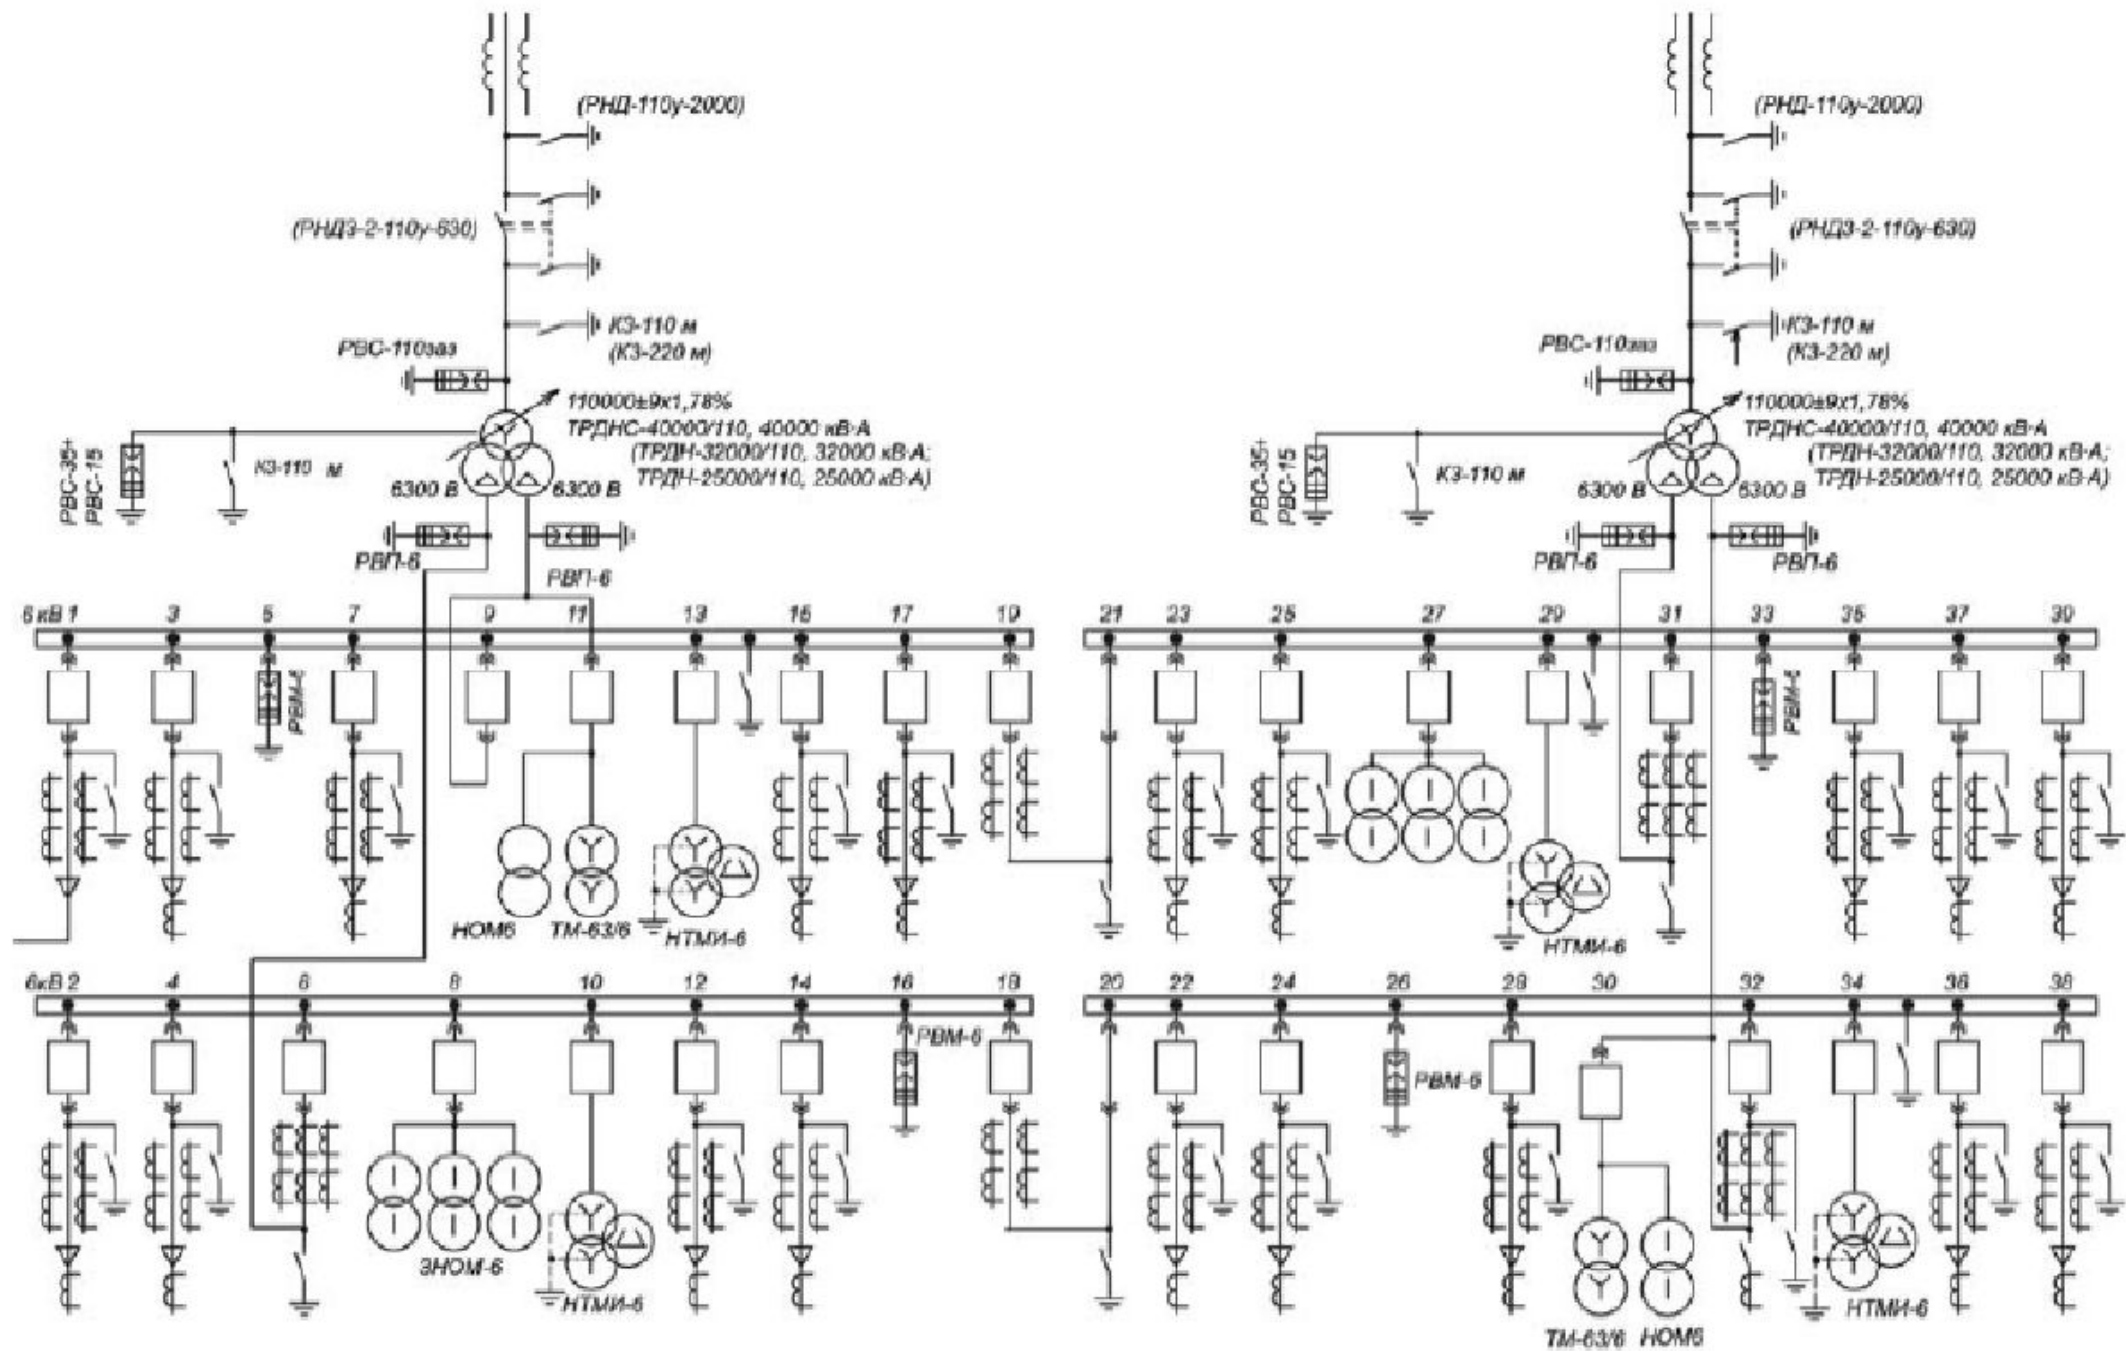 (РНД-110у-2000)
(РНДЗ-2-110у-630)
КЗ-110 м
(КЗ-220 м)
РВС-110заз
110000±9х1,78%
ТРДНС-40000/110, 40000 кВ·А
(ТРДН-32000/110, 32000 кВ·А;
ТРДН-25000/110, 25000 кВ·А)
РВС-35+
РВС-15
КЗ-110 м
6300 В
6300 В
РВП-6
РВП-6
(РНД-110у-2000)
(РНДЗ-2-110у-630)
КЗ-110 м
(КЗ-220 м)
РВС-110заз
110000±9х1,78%
ТРДНС-40000/110, 40000 кВ·А
(ТРДН-32000/110, 32000 кВ·А;
ТРДН-25000/110, 25000 кВ·А)
РВС-35+
РВС-15
КЗ-110 м
6300 В
6300 В
РВП-6
РВП-6
6 кВ 1 3 5 7 9 11 13 15 17 19 21 23 25 27 29 31 33 35 37 39
РВМ-6
РВМ-6
НОМ6
ТМ-63/6
НТМИ-6
НТМИ-6
6кВ 2 4 6 8 10 12 14 16 18 20 22 24 26 28 30 32 34 36 38
РВМ-6
РВМ-6
ЗНОМ-6
НТМИ-6
ТМ-63/6
НОМ6
НТМИ-6